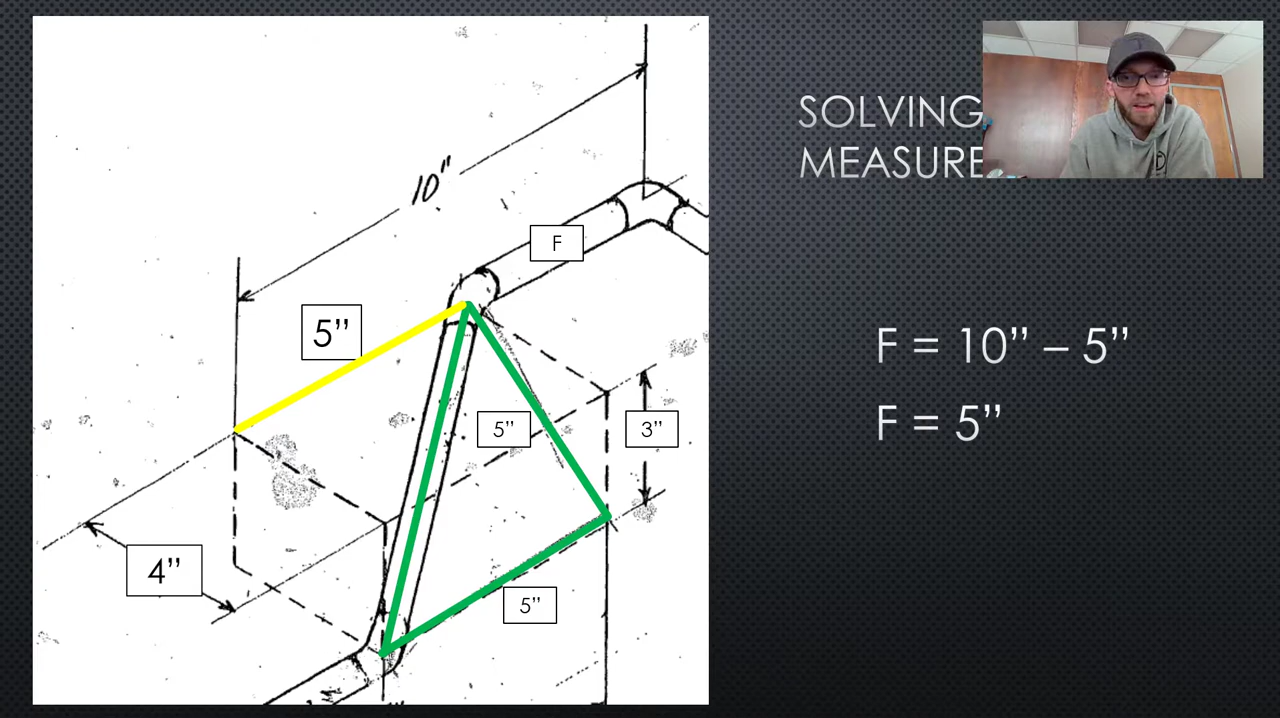 SOLVING
MEASURE
10"
F
5”
5”
3”
4”
5”
F = 10” – 5”
F = 5”